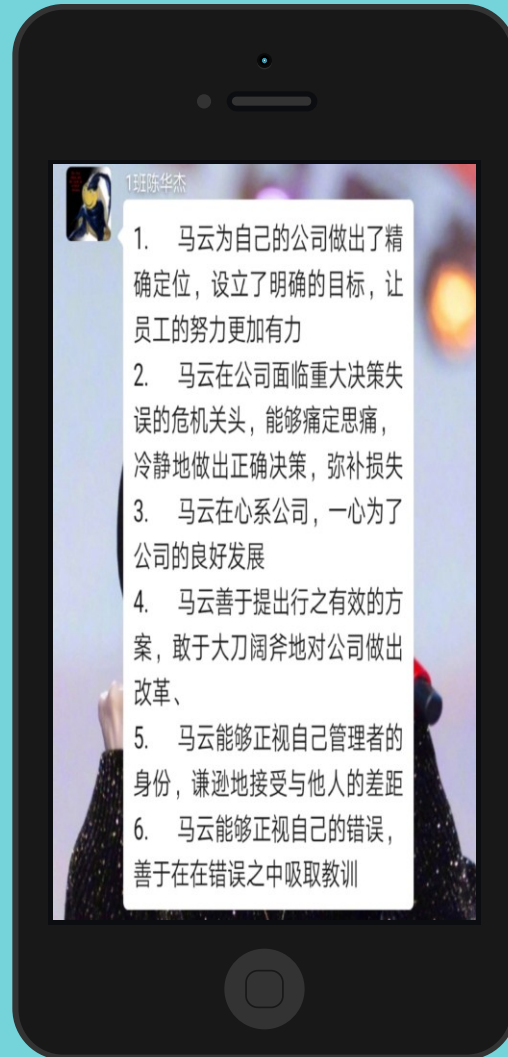 1班陈华杰
1. 马云为自己的公司做出了精
确定位，设立了明确的目标，让
员工的努力更加有力
2. 马云在公司面临重大决策失
误的危机关头，能够痛定思痛，
冷静地做出正确决策，弥补损失
3. 马云在心系公司，一心为了
公司的良好发展
4. 马云善于提出行之有效的方
案，敢于大刀阔斧地对公司做出
改革、
5. 马云能够正视自己管理者的
身份，谦逊地接受与他人的差距
6. 马云能够正视自己的错误，
善于在在错误之中吸取教训